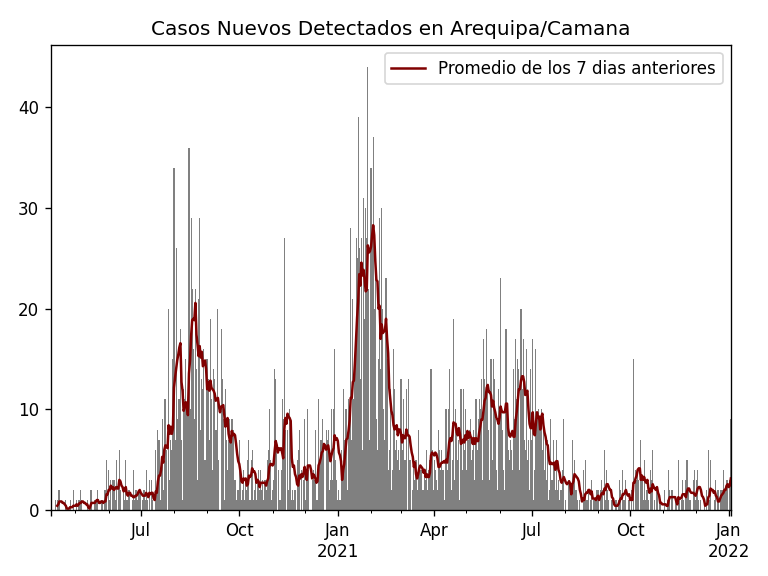 Casos Nuevos Detectados en Arequipa/Camana
Promedio de los 7 dias anteriores
40
30
20
10
0
Jul Oct Jan Apr Jul Oct Jan
2021 2022